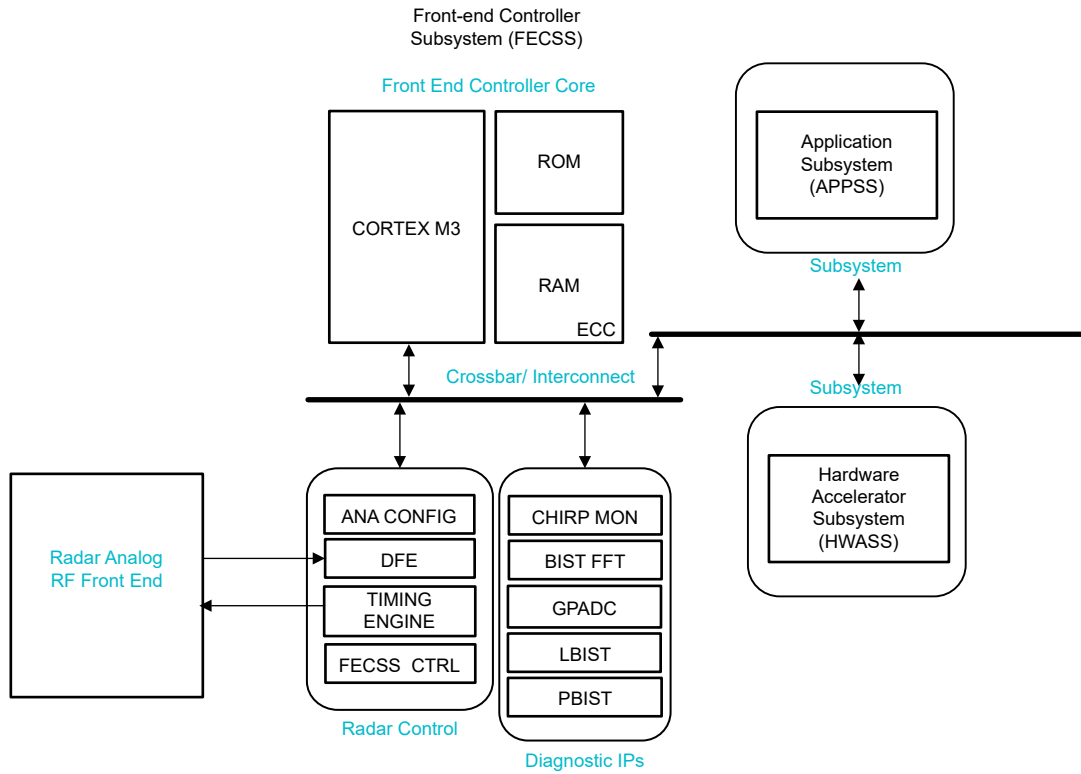 Front-end Controller
Subsystem (FECSS)
Front End Controller Core
CORTEX M3
ROM
RAM
ECC
Application
Subsystem
(APPSS)
Subsystem
Crossbar/ Interconnect
Subsystem
Hardware
Accelerator
Subsystem
(HWASS)
Radar Analog
RF Front End
ANA CONFIG
DFE
TIMING
ENGINE
FECSS CTRL
Radar Control
CHIRP MON
BIST FFT
GPADC
LBIST
PBIST
Diagnostic IPs